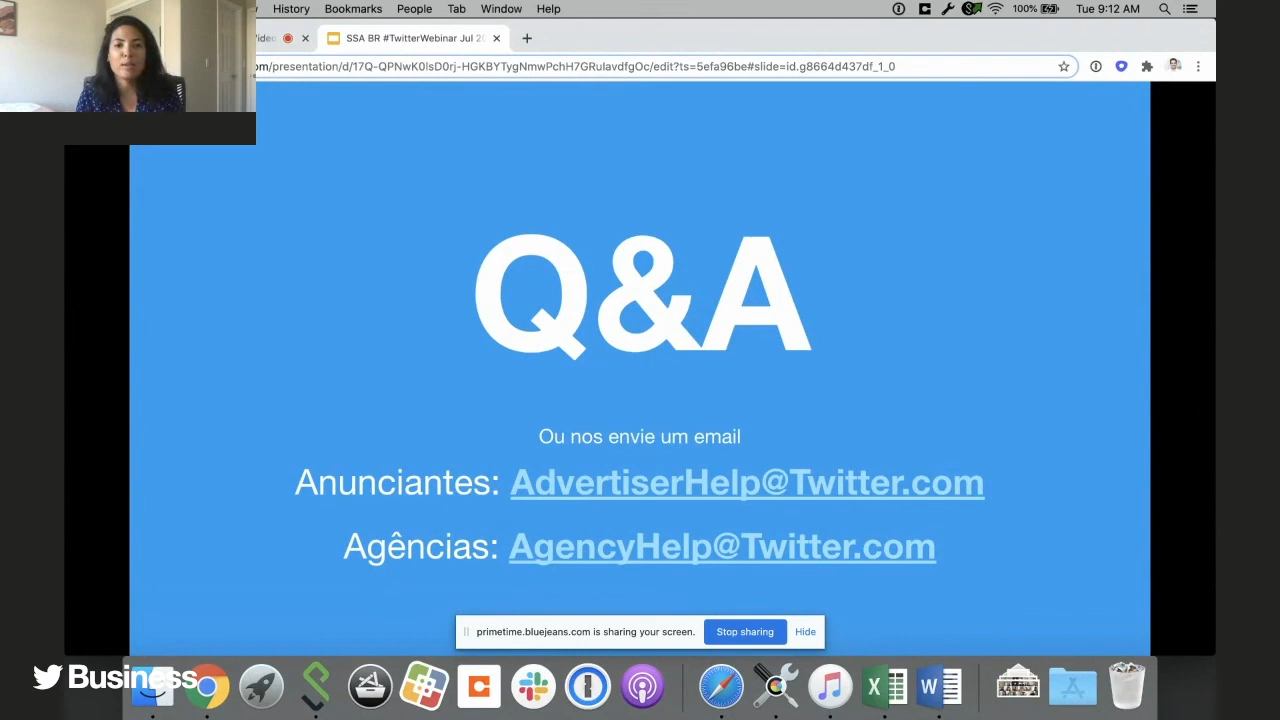 History Bookmarks People Tab Window Help
100%
Tue 9:12 AM
SSA BR #TwitterWebinar Jul 20
om/presentation/d/17Q-QPNwK0lsD0rj-HGKBYTygNmwPchH7GRulavdfgOc/edit?ts=5efa96be#slide=id.g8664d437df_1_0
Q&A
Ou nos envie um email
Anunciantes: AdvertiserHelp@Twitter.com
Agências: AgencyHelp@Twitter.com
primetime.bluejeans.com is sharing your screen.
Stop sharing
Hide
Business